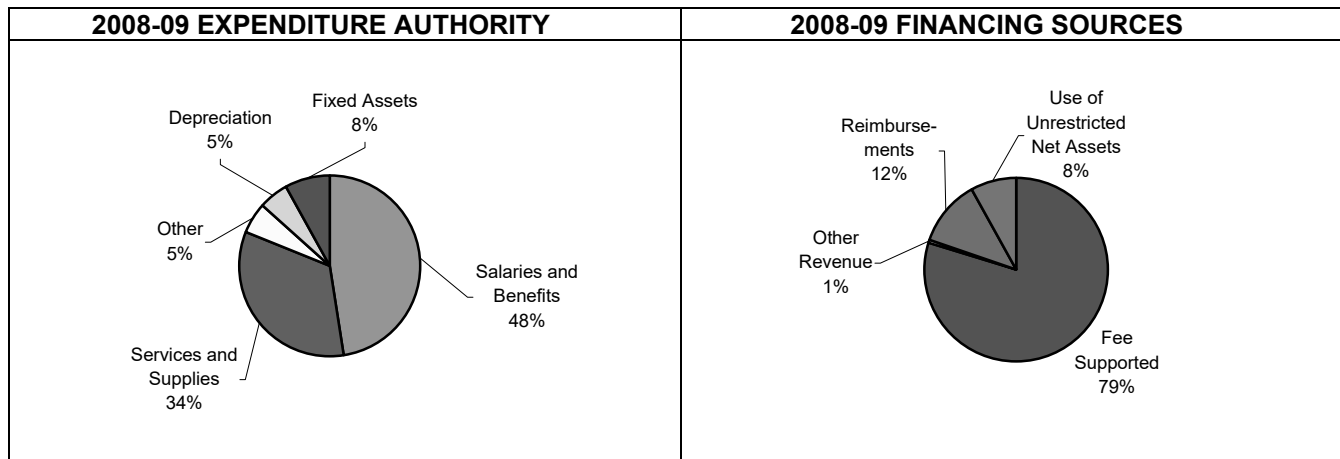 2008-09 EXPENDITURE AUTHORITY
Fixed Assets
8%
Depreciation
5%
Other
5%
Salaries and
Benefits
48%
Services and
Supplies
34%
2008-09 FINANCING SOURCES
Use of
Unrestricted
Net Assets
8%
Reimburse-
ments
12%
Other
Revenue
1%
Fee
Supported
79%